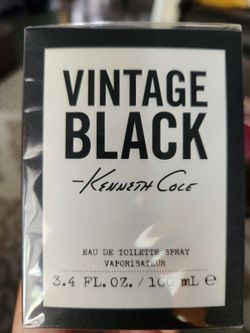 VINTAGE
BLACK
-Kenneth Cole
EAU DE TOILETTE SPRAY
VAPORISATEUR
3.4 FL. OZ. / 100 mL ℮